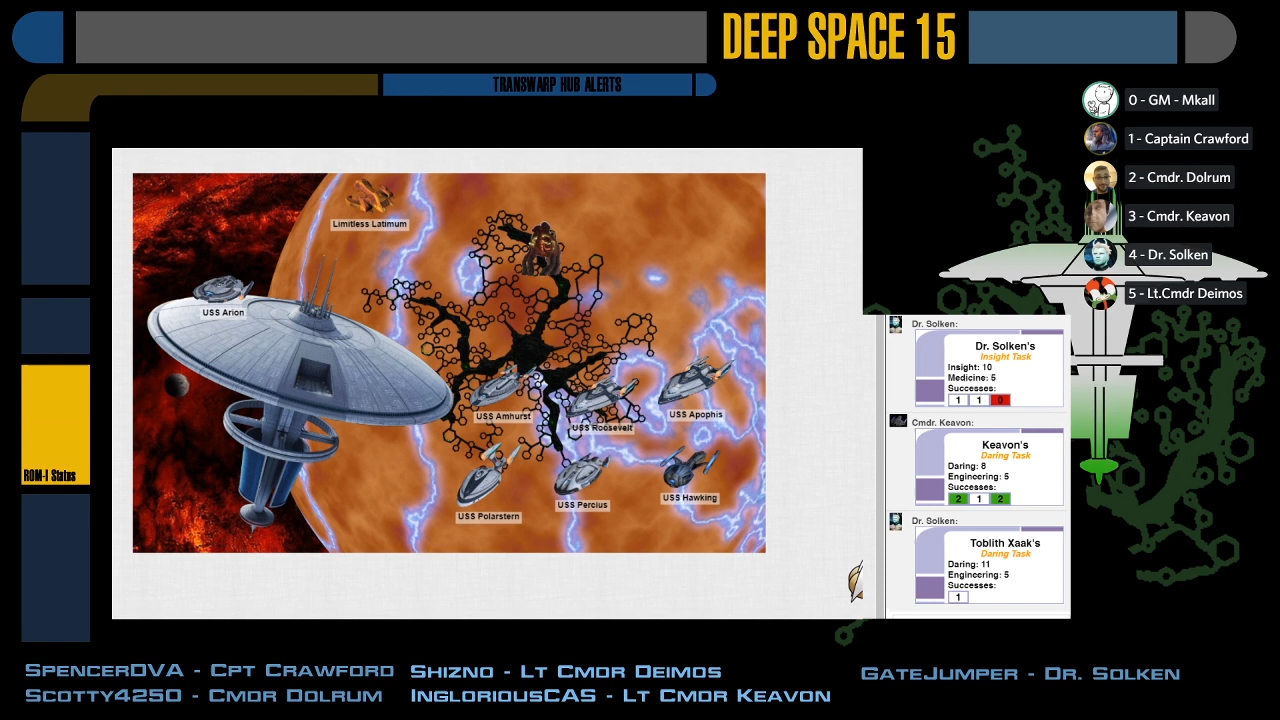 DEEP SPACE 15
TRANSWARP HUB ALERTS
0 - GM - Mkall
1 - Captain Crawford
2 - Cmdr. Dolrum
3 - Cmdr. Keavon
4 - Dr. Solken
5 - Lt.Cmdr Deimos
Limitless Latimum
USS Arion
USS Amhurst
USS Roosevelt
USS Apophis
USS Polarstern
USS Percius
USS Hawking
Dr. Solken:
Dr. Solken's
Insight Task
Insight: 10
Medicine: 5
Successes:
1 1 0
Cmdr. Keavon:
Keavon's
Daring Task
Daring: 8
Engineering: 5
Successes:
2 1 2
Dr. Solken:
Toblith Xaak's
Daring Task
Daring: 11
Engineering: 5
Successes:
1
ROM-I Status
SpencerDVA - Cpt Crawford Shizno - Lt Cmdr Deimos GateJumper - Dr. Solken
Scotty4250 - Cmdr Dolrum IngloriousCAS - Lt Cmdr Keavon